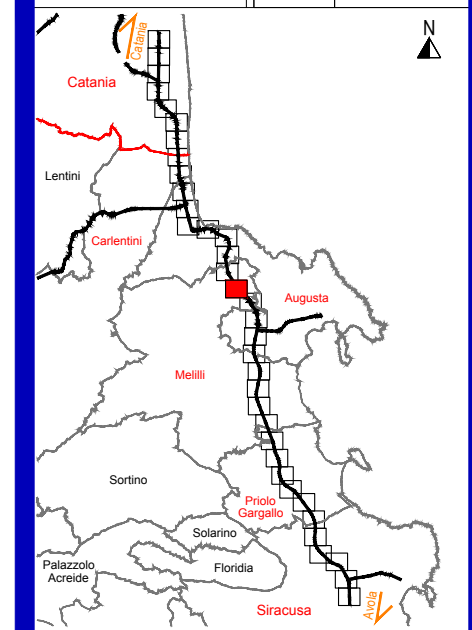 N
Catania
Catania
Lentini
Carlentini
Augusta
Melilli
Sortino
Priolo
Gargallo
Solarino
Palazzolo
Acreide
Floridia
Siracusa
Avola